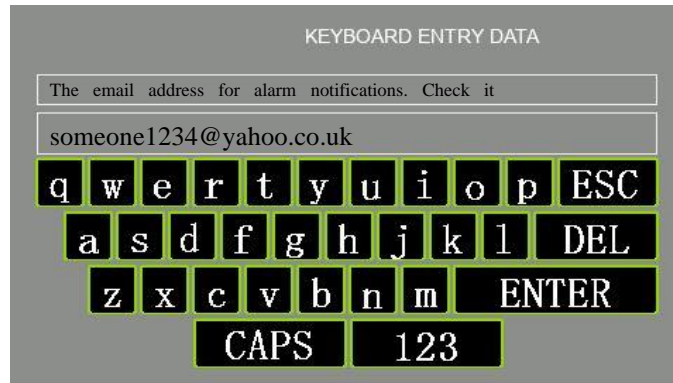 KEYBOARD ENTRY DATA
The email address for alarm notifications. Check it
someone1234@yahoo.co.uk
q w e r t y u i o p ESC
a s d f g h j k l DEL
z x c v b n m ENTER
CAPS 123